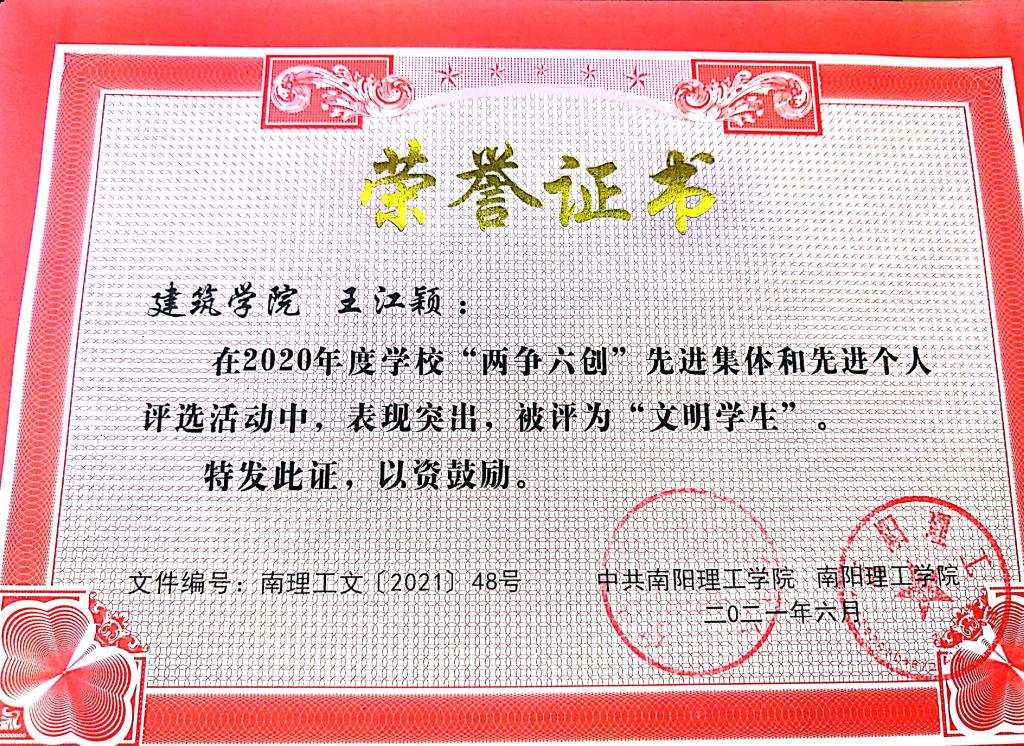 荣誉证书
建筑学院 王江颖：
在2020年度学校“两争六创”先进集体和先进个人
评选活动中，表现突出，被评为“文明学生”。
特发此证，以资鼓励。
文件编号：南理工文〔2021〕48号
中共南阳理工学院 南阳理工学院
二〇二一年六月
阳理工